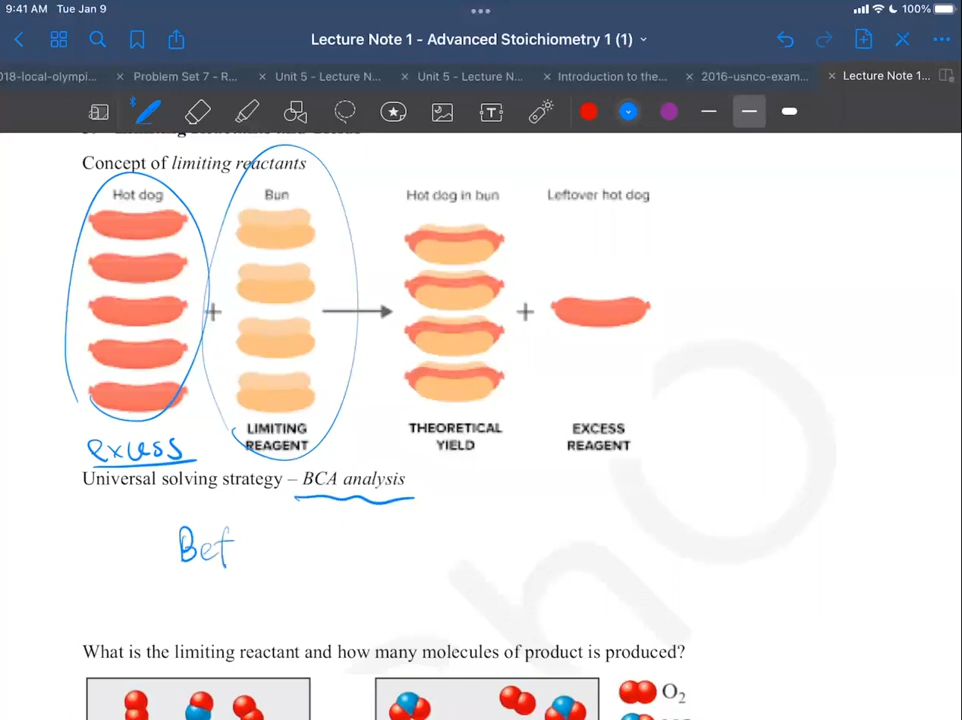 9:41 AM Tue Jan 9
100%
Lecture Note 1 - Advanced Stoichiometry 1 (1)
018-local-olympi...
Problem Set 7 - R...
Unit 5 - Lecture N...
Unit 5 - Lecture N...
Introduction to the...
2016-usnco-exam...
Lecture Note 1...
Concept of limiting reactants
Hot dog
Bun
Hot dog in bun
Leftover hot dog
+
+
LIMITING REAGENT
THEORETICAL YIELD
EXCESS REAGENT
excess
Universal solving strategy – BCA analysis
Bef
What is the limiting reactant and how many molecules of product is produced?
O2